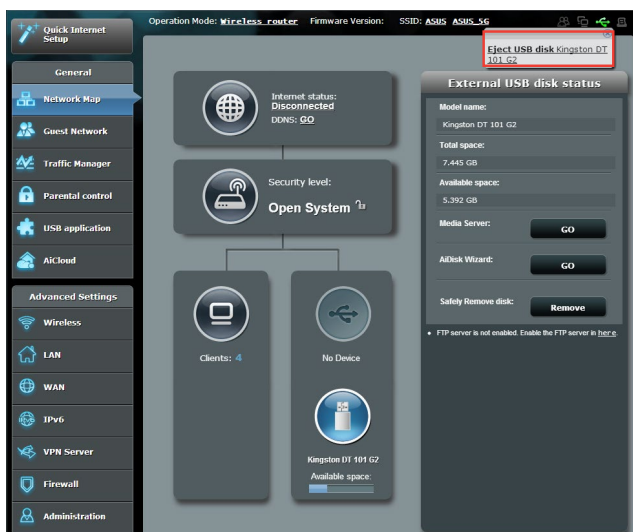 Quick Internet
Setup
Operation Mode: Wireless router Firmware Version: SSID: ASUS ASUS_5G
Eject USB disk Kingston DT
101 G2
General
Network Map
Guest Network
Traffic Manager
Parental control
USB application
AiCloud
Advanced Settings
Wireless
LAN
WAN
IPv6
VPN Server
Firewall
Administration
Internet status:
Disconnected
DDNS: GO
Security level:
Open System
Clients: 4
No Device
Kingston DT 101 G2
Available space:
External USB disk status
Model name:
Kingston DT 101 G2
Total space:
7.445 GB
Available space:
5.392 GB
Media Server: GO
AiDisk Wizard: GO
Safely Remove disk: Remove
• FTP server is not enabled. Enable the FTP server in here.